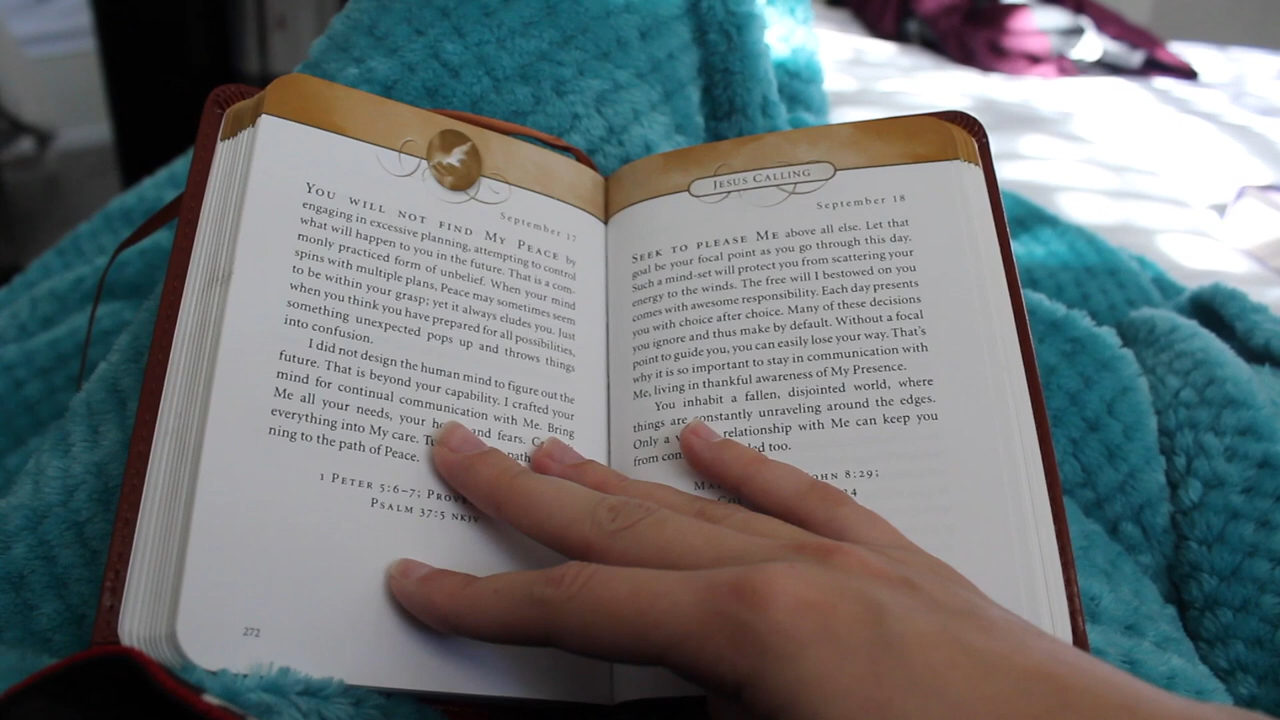 September 17
YOU WILL NOT FIND MY PEACE by
engaging in excessive planning, attempting to control
what will happen to you in the future. That is a com-
monly practiced form of unbelief. When your mind
spins with multiple plans, Peace may sometimes seem
to be within your grasp; yet it always eludes you. Just
when you think you have prepared for all possibilities,
something unexpected pops up and throws things
into confusion.
I did not design the human mind to figure out the
future. That is beyond your capability. I crafted your
mind for continual communication with Me. Bring
Me all your needs, your and fears.
everything into My care.
ning to the path of Peace.
1 PETER 5:6–7;
PSALM 37:5 NKJV
272
JESUS CALLING
September 18
SEEK TO PLEASE ME above all else. Let that
goal be your focal point as you go through this day.
Such a mind-set will protect you from scattering your
energy to the winds. The free will I bestowed on you
comes with awesome responsibility. Each day presents
you with choice after choice. Many of these decisions
you ignore and thus make by default. Without a focal
point to guide you, you can easily lose your way. That's
why it is so important to stay in communication with
Me, living in thankful awareness of My Presence.
You inhabit a fallen, disjointed world, where
things are constantly unraveling around the edges.
Only a relationship with Me can keep you
from too.
8:29;